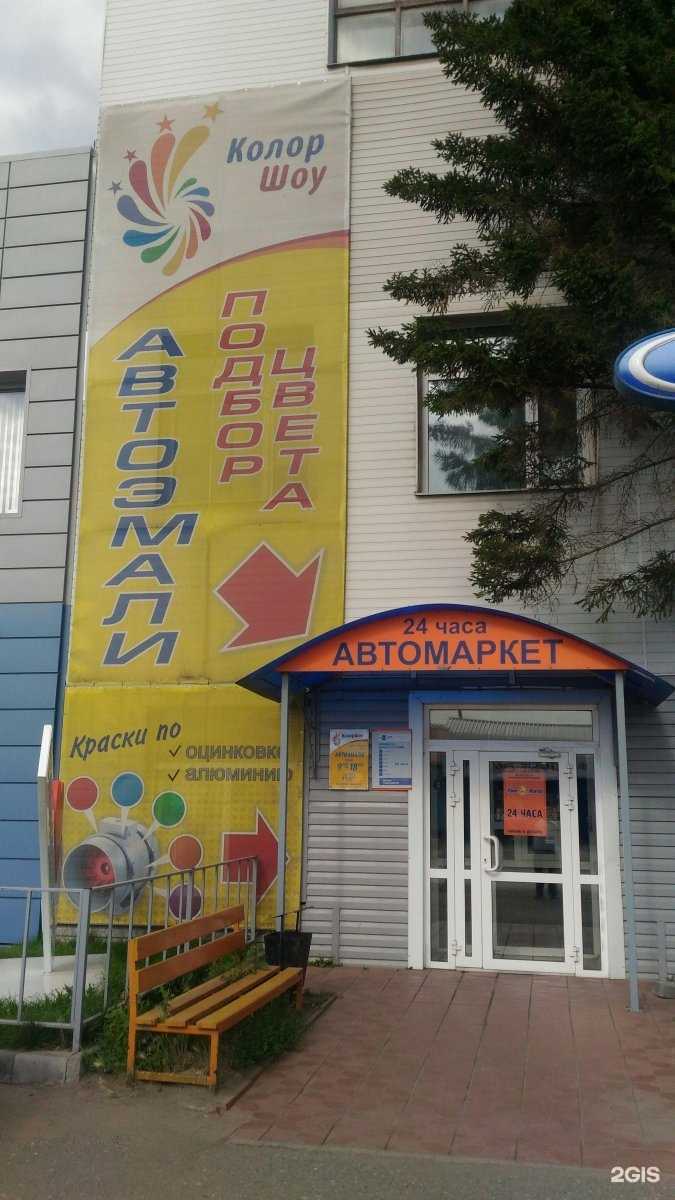 Колор
Шоу
АВТОЭМАЛИ
ПОДБОР
ЦВЕТА
24 часа
АВТОМАРКЕТ
Краски по
✓ оцинковке
✓ алюминию
24 ЧАСА
2GIS